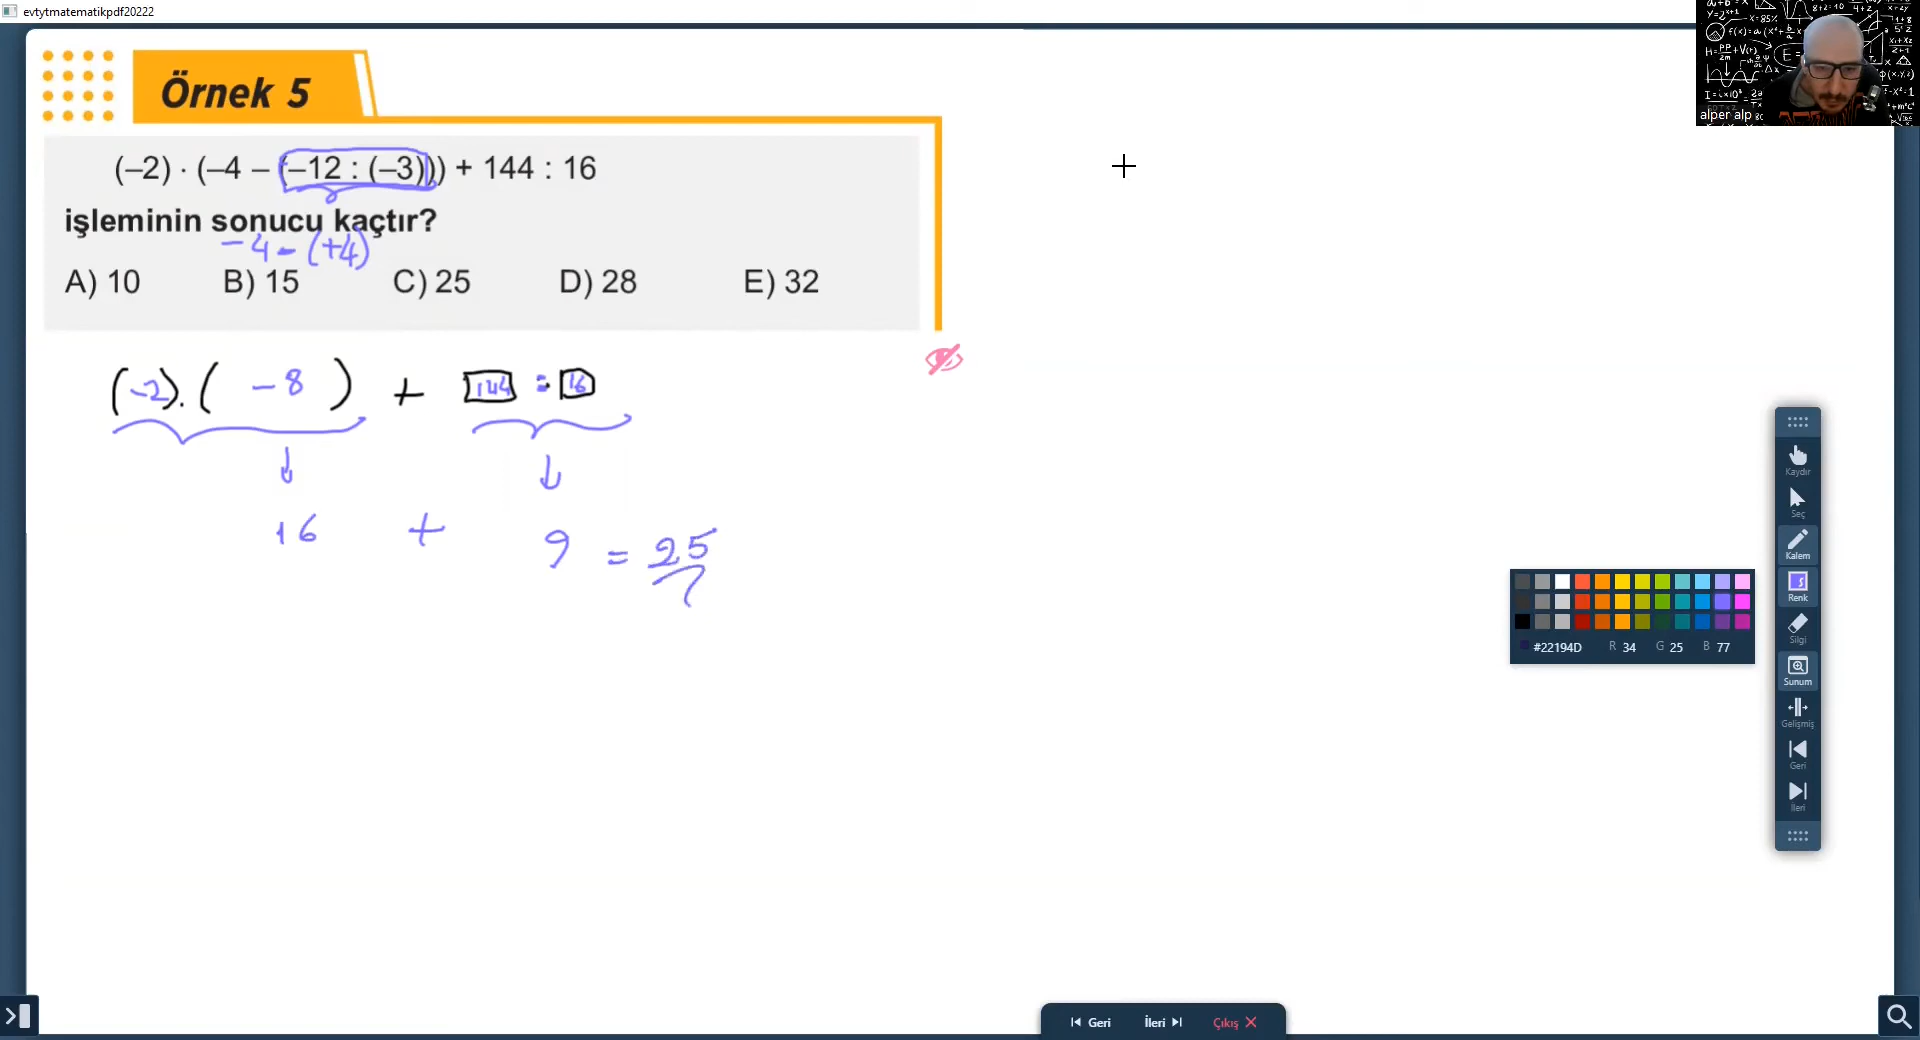 evtytmatematikpdf20222
Örnek 5
(–2) · (–4 – (–12 : (–3))) + 144 : 16
işleminin sonucu kaçtır?
-4 - (+4)
A) 10 B) 15 C) 25 D) 28 E) 32
(-2).( -8 ) + 144 : 16
16 + 9 = 25
alper alp
Kaydır
Seç
Kalem
Renk
Silgi
Sunum
Gelişmiş
Geri
İleri
#22194D R 34 G 25 B 77
Geri İleri Çıkış